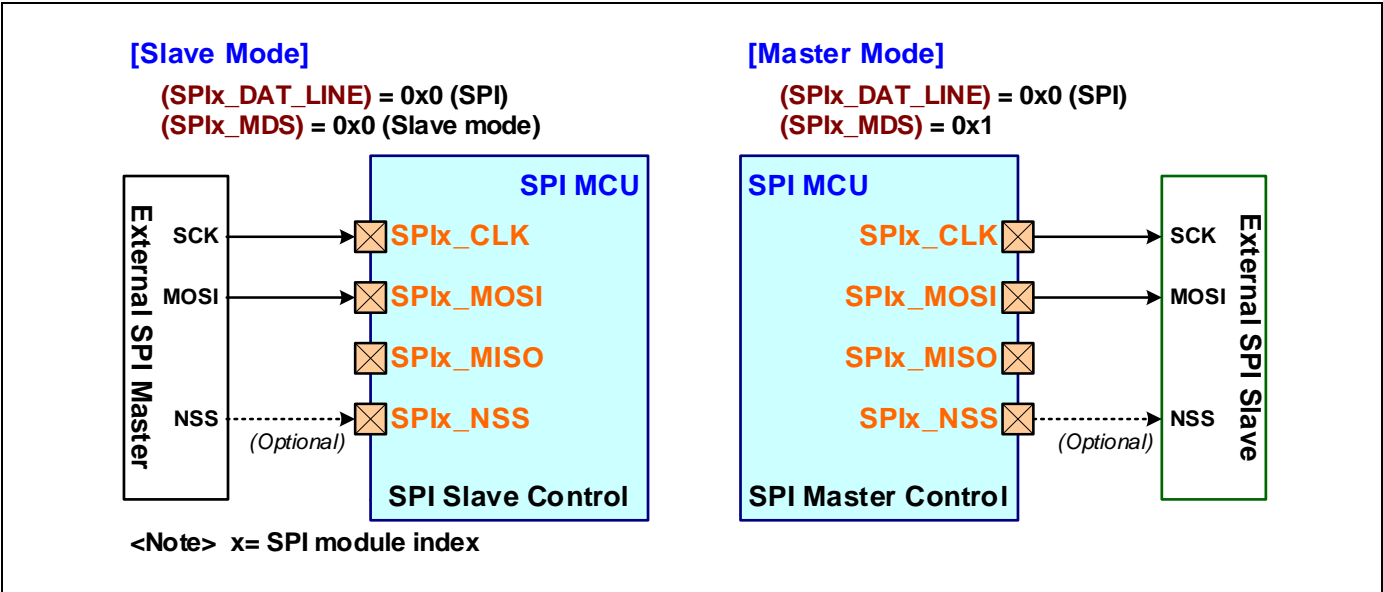 [Slave Mode]
(SPIx_DAT_LINE) = 0x0 (SPI)
(SPIx_MDS) = 0x0 (Slave mode)
External SPI Master
SCK
MOSI
NSS
(Optional)
SPI MCU
SPIx_CLK
SPIx_MOSI
SPIx_MISO
SPIx_NSS
SPI Slave Control
[Master Mode]
(SPIx_DAT_LINE) = 0x0 (SPI)
(SPIx_MDS) = 0x1
SPI MCU
SPIx_CLK
SPIx_MOSI
SPIx_MISO
SPIx_NSS
SPI Master Control
(Optional)
SCK
MOSI
NSS
External SPI Slave
<Note> x= SPI module index